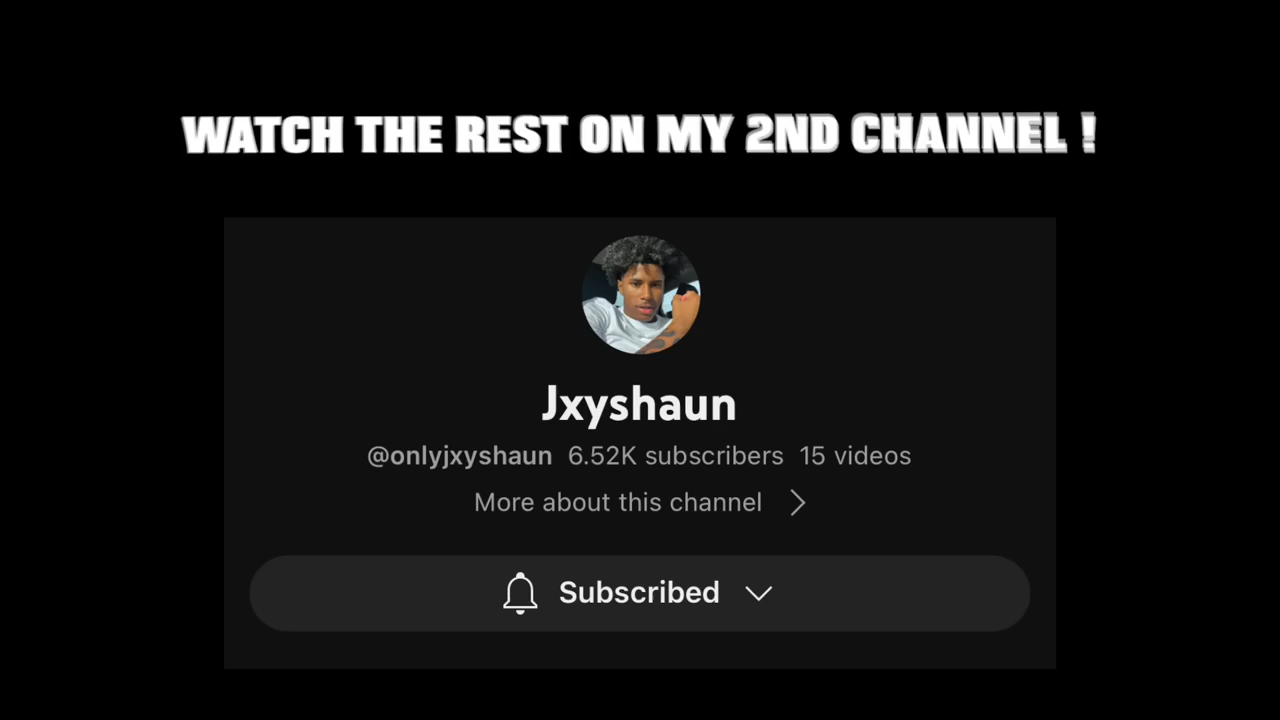 WATCH THE REST ON MY 2ND CHANNEL !
Jxyshaun
@onlyjxyshaun 6.52K subscribers 15 videos
More about this channel
Subscribed